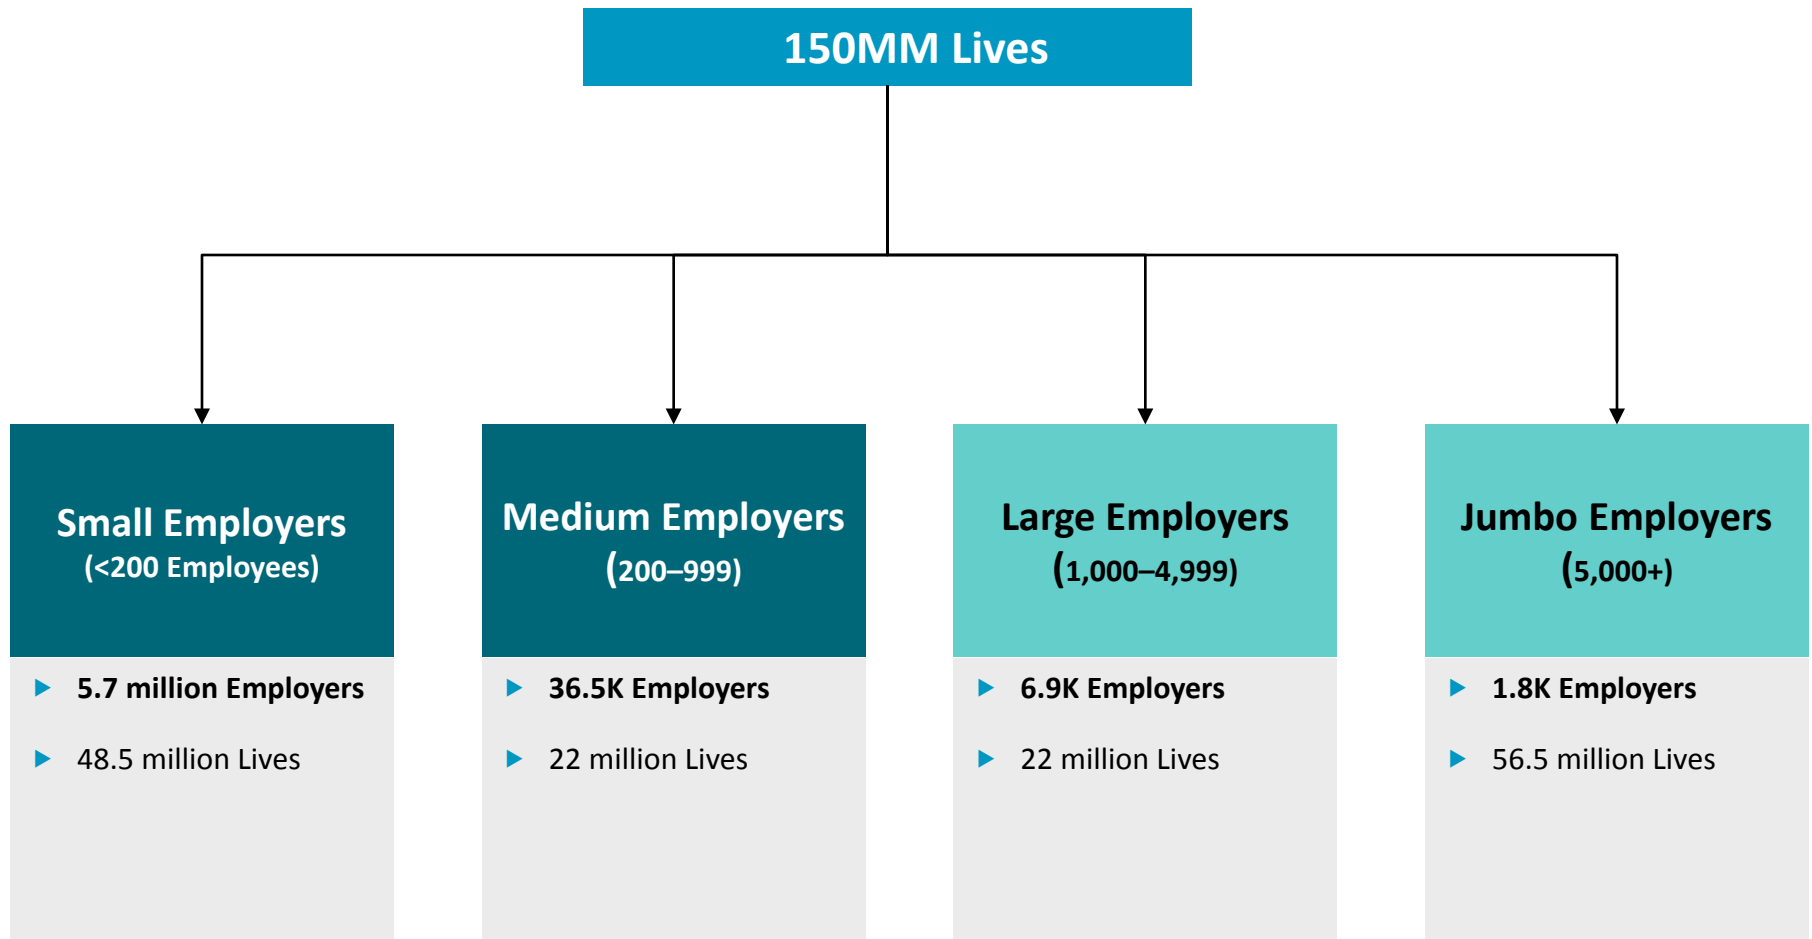 150MM Lives
Small Employers
(<200 Employees)
5.7 million Employers
48.5 million Lives
Medium Employers
(200–999)
36.5K Employers
22 million Lives
Large Employers
(1,000–4,999)
6.9K Employers
22 million Lives
Jumbo Employers
(5,000+)
1.8K Employers
56.5 million Lives